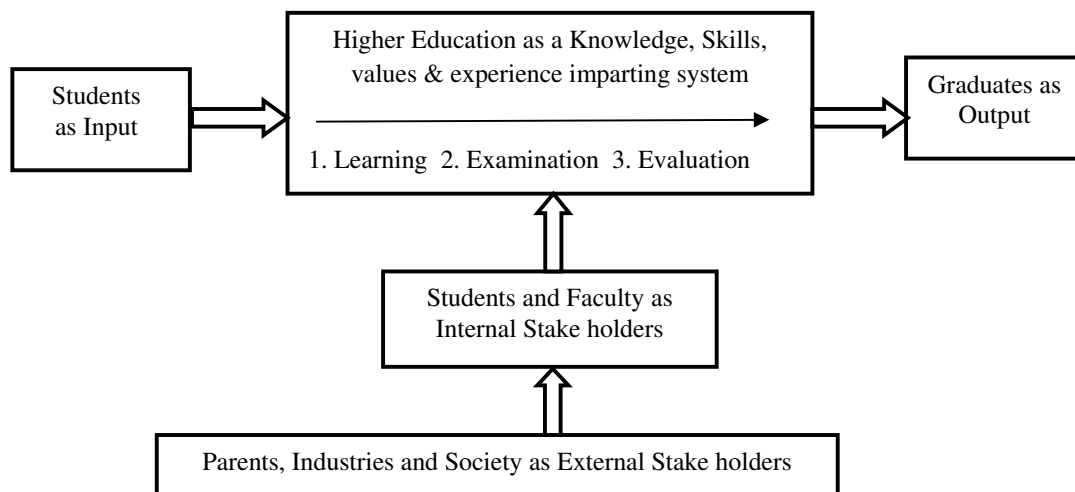 Students
as Input
Higher Education as a Knowledge, Skills,
values & experience imparting system
1. Learning 2. Examination 3. Evaluation
Graduates as
Output
Students and Faculty as
Internal Stake holders
Parents, Industries and Society as External Stake holders